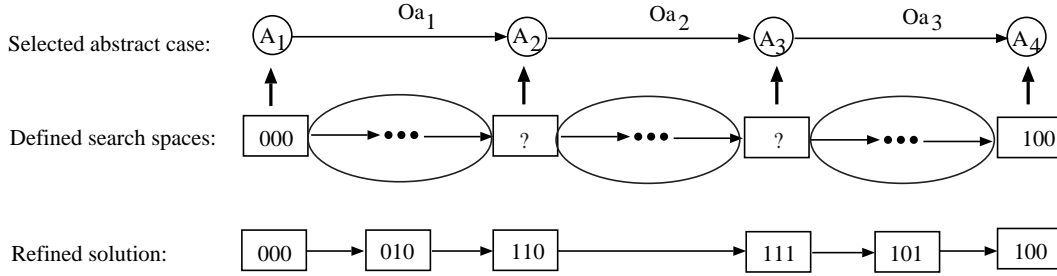 Oa1 Oa2 Oa3
Selected abstract case: A1 A2 A3 A4
Defined search spaces: 000 ••• ? ••• ? ••• 100
Refined solution: 000 010 110 111 101 100